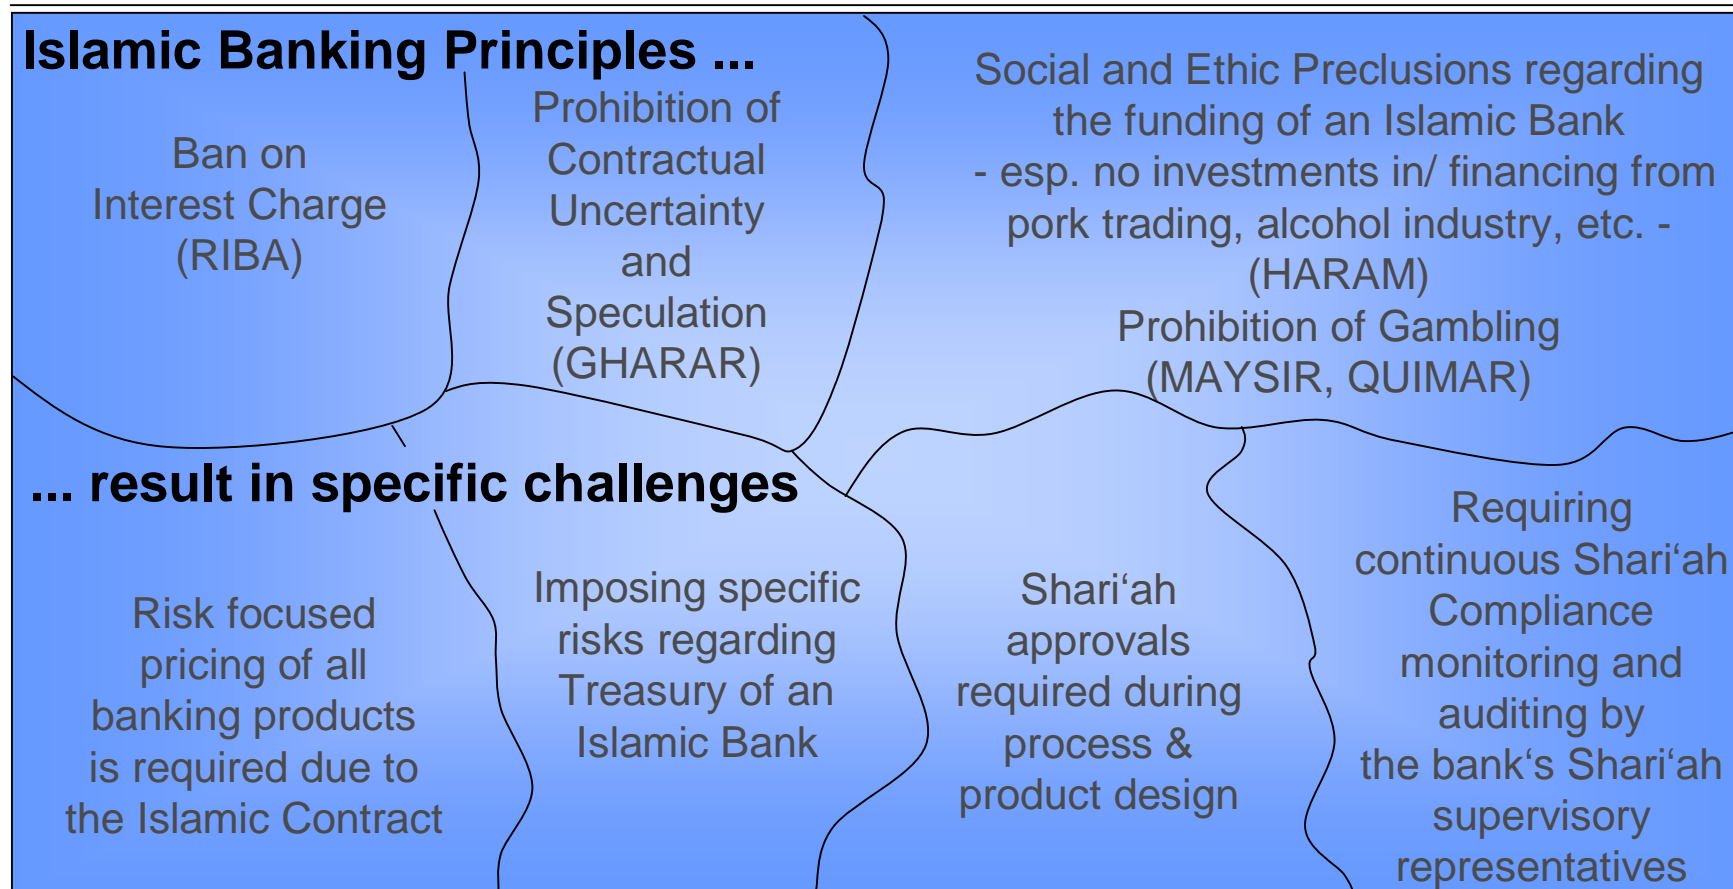 Islamic Banking Principles ...
Ban on
Interest Charge
(RIBA)
Prohibition of
Contractual
Uncertainty
and
Speculation
(GHARAR)
Social and Ethic Preclusions regarding
the funding of an Islamic Bank
- esp. no investments in/ financing from
pork trading, alcohol industry, etc. -
(HARAM)
Prohibition of Gambling
(MAYSIR, QUIMAR)
... result in specific challenges
Risk focused
pricing of all
banking products
is required due to
the Islamic Contract
Imposing specific
risks regarding
Treasury of an
Islamic Bank
Shari‘ah
approvals
required during
process &
product design
Requiring
continuous Shari‘ah
Compliance
monitoring and
auditing by
the bank‘s Shari‘ah
supervisory
representatives